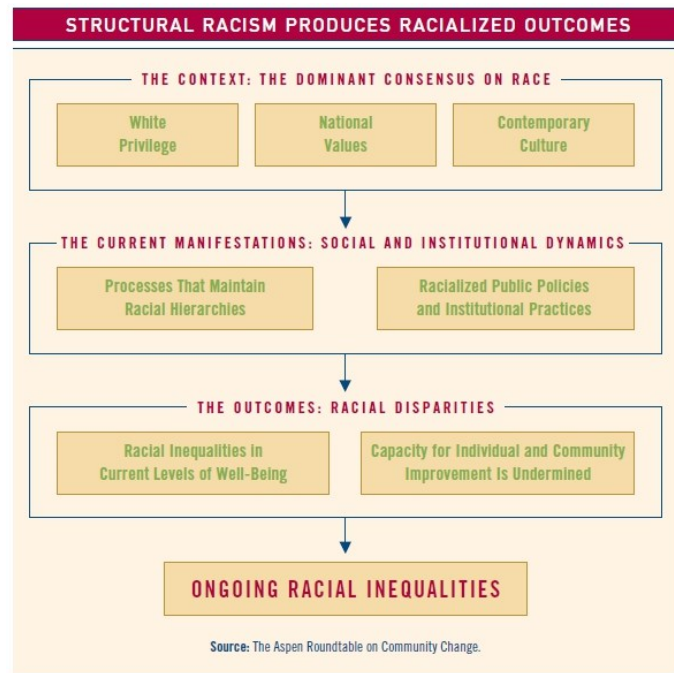 STRUCTURAL RACISM PRODUCES RACIALIZED OUTCOMES
THE CONTEXT: THE DOMINANT CONSENSUS ON RACE
White
Privilege
National
Values
Contemporary
Culture
THE CURRENT MANIFESTATIONS: SOCIAL AND INSTITUTIONAL DYNAMICS
Processes That Maintain
Racial Hierarchies
Racialized Public Policies
and Institutional Practices
THE OUTCOMES: RACIAL DISPARITIES
Racial Inequalities in
Current Levels of Well-Being
Capacity for Individual and Community
Improvement Is Undermined
ONGOING RACIAL INEQUALITIES
Source: The Aspen Roundtable on Community Change.